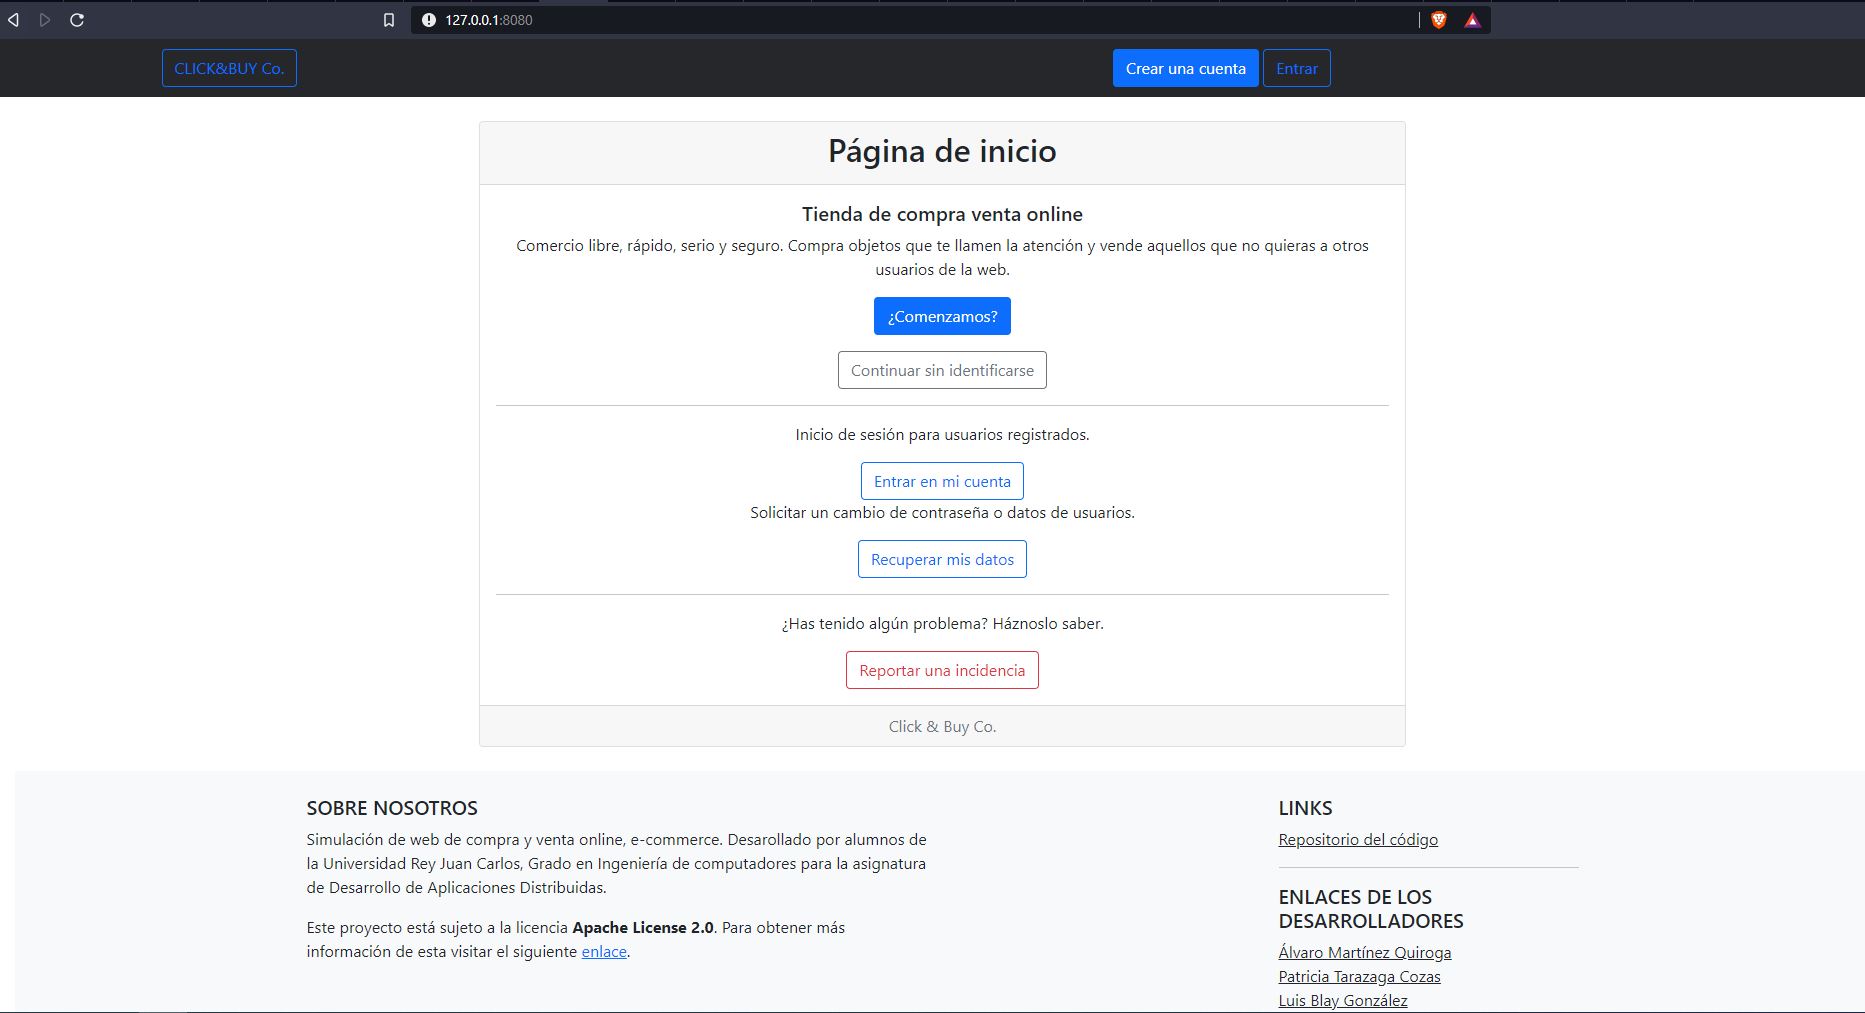 127.0.0.1:8080
CLICK&BUY Co.
Crear una cuenta
Entrar
Página de inicio
Tienda de compra venta online
Comercio libre, rápido, serio y seguro. Compra objetos que te llamen la atención y vende aquellos que no quieras a otros
usuarios de la web.
¿Comenzamos?
Continuar sin identificarse
Inicio de sesión para usuarios registrados.
Entrar en mi cuenta
Solicitar un cambio de contraseña o datos de usuarios.
Recuperar mis datos
¿Has tenido algún problema? Háznoslo saber.
Reportar una incidencia
Click & Buy Co.
SOBRE NOSOTROS
Simulación de web de compra y venta online, e-commerce. Desarollado por alumnos de
la Universidad Rey Juan Carlos, Grado en Ingeniería de computadores para la asignatura
de Desarrollo de Aplicaciones Distribuidas.
Este proyecto está sujeto a la licencia Apache License 2.0. Para obtener más
información de esta visitar el siguiente enlace.
LINKS
Repositorio del código
ENLACES DE LOS
DESARROLLADORES
Álvaro Martínez Quiroga
Patricia Tarazaga Cozas
Luis Blay González